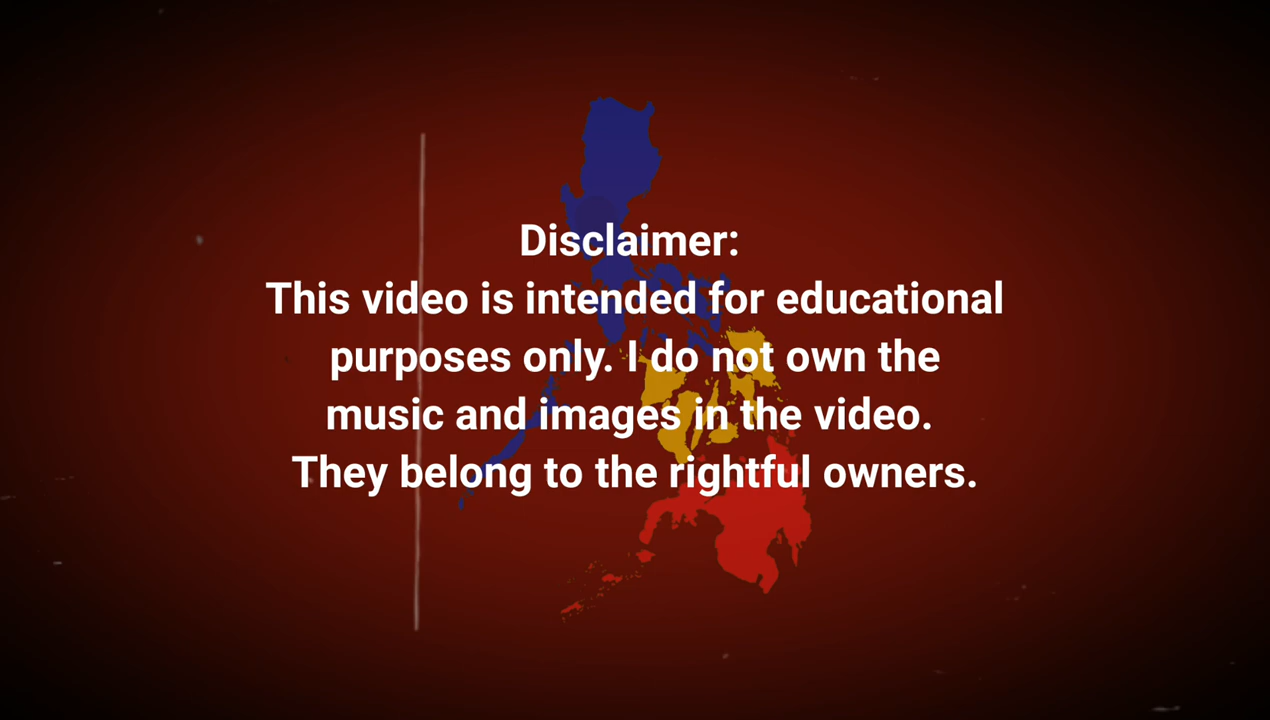 Disclaimer:
This video is intended for educational
purposes only. I do not own the
music and images in the video.
They belong to the rightful owners.